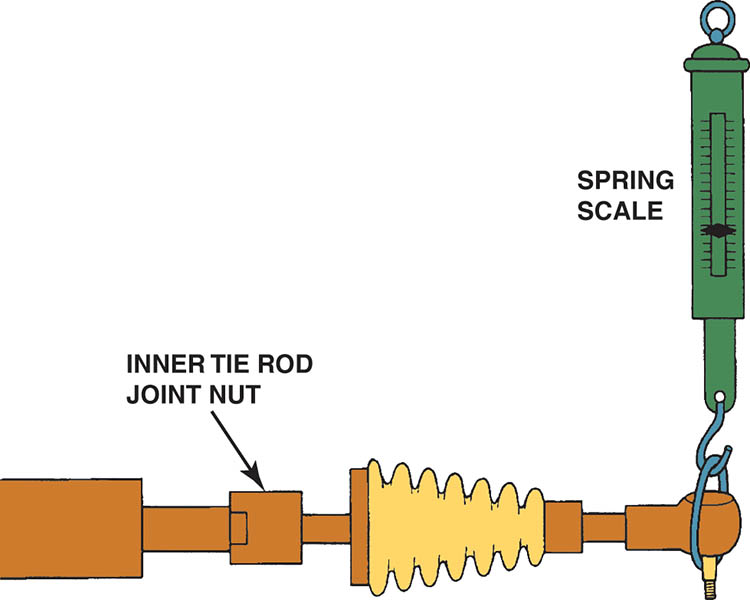 SPRING
SCALE
INNER TIE ROD
JOINT NUT